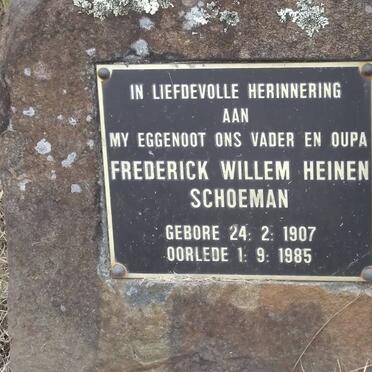 IN LIEFDEVOLLE HERINNERING
AAN
MY EGGENOOT ONS VADER EN OUPA
FREDERICK WILLEM HEINEN
SCHOEMAN
GEBORE 24: 2: 1907
OORLEDE 1: 9: 1985